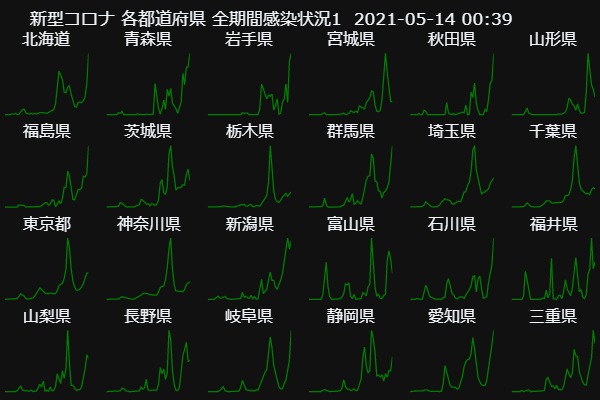 新型コロナ 各都道府県 全期間感染状況1 2021-05-14 00:39
北海道 青森県 岩手県 宮城県 秋田県 山形県
福島県 茨城県 栃木県 群馬県 埼玉県 千葉県
東京都 神奈川県 新潟県 富山県 石川県 福井県
山梨県 長野県 岐阜県 静岡県 愛知県 三重県